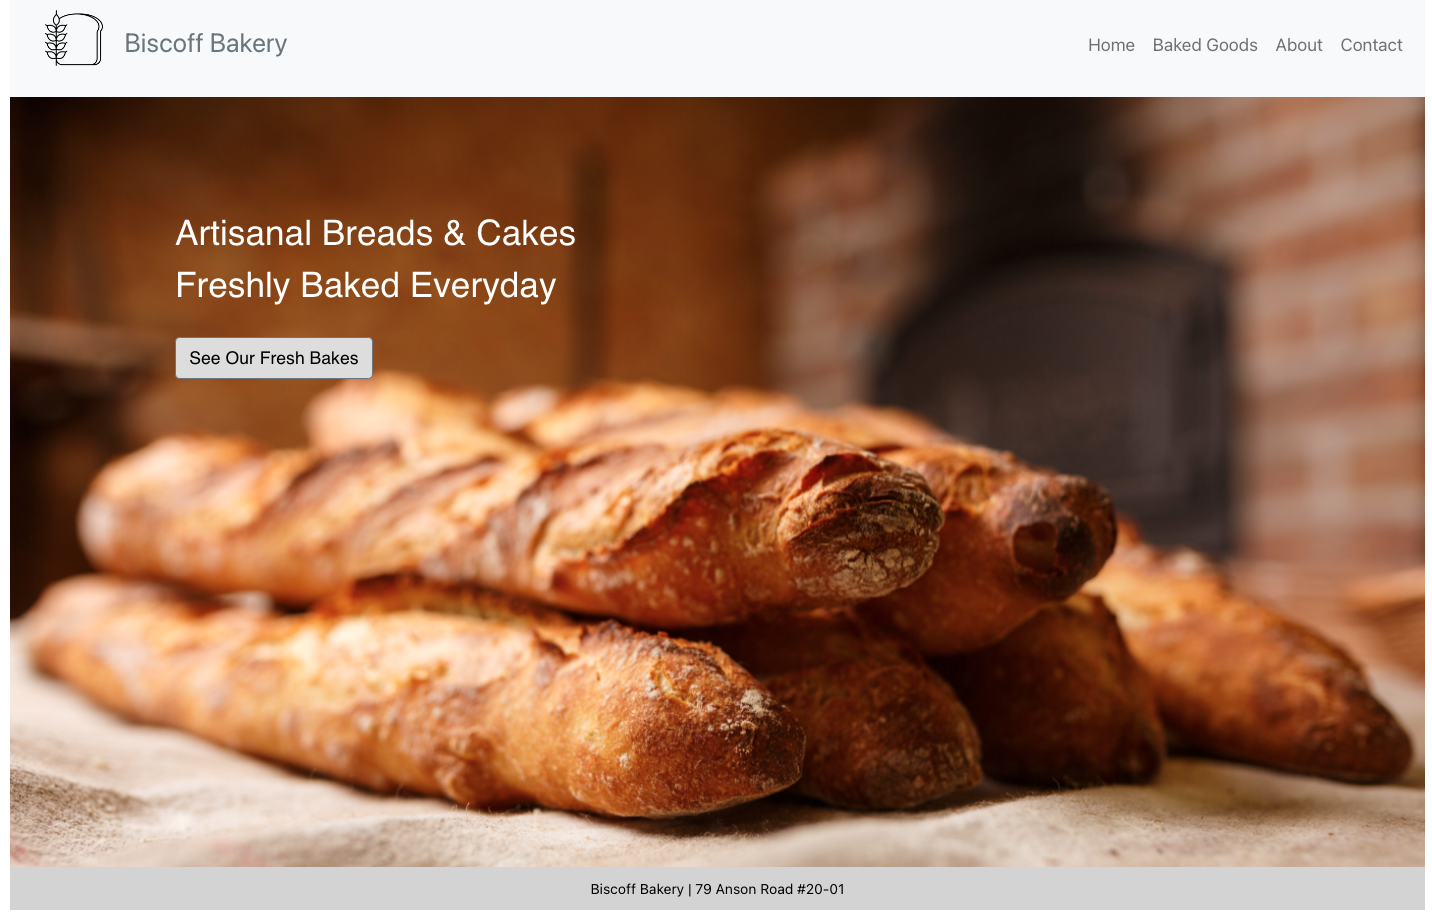 Biscoff Bakery
Home Baked Goods About Contact
Artisanal Breads & Cakes
Freshly Baked Everyday
See Our Fresh Bakes
Biscoff Bakery | 79 Anson Road #20-01